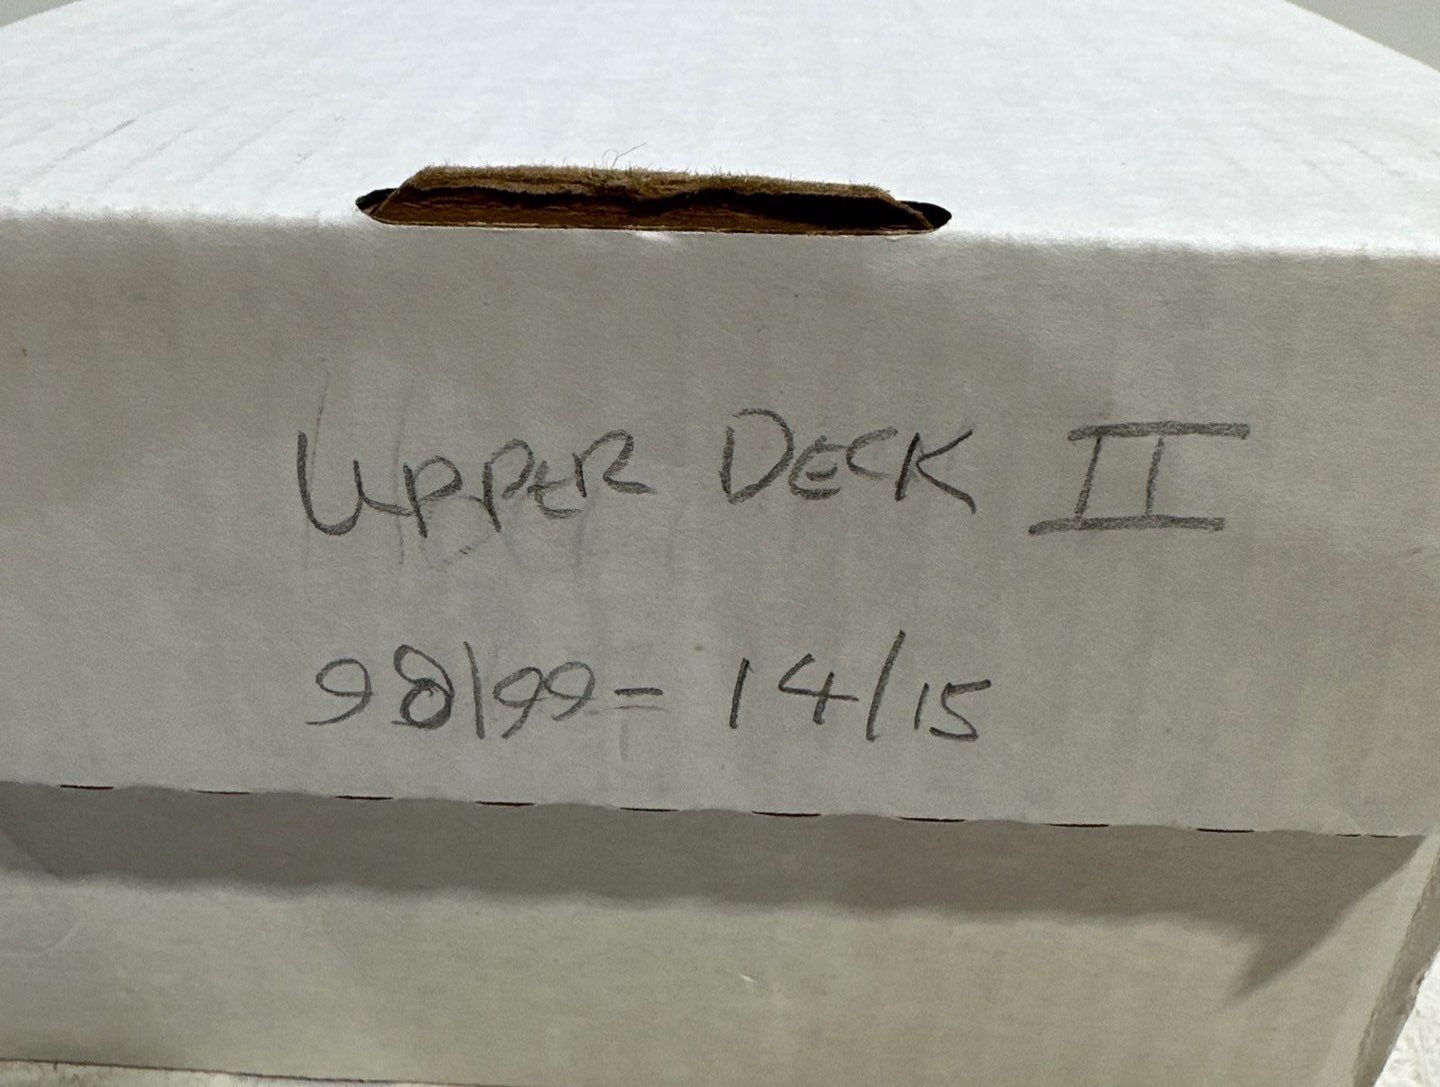 UPPER DECK II
98/99= 14/15